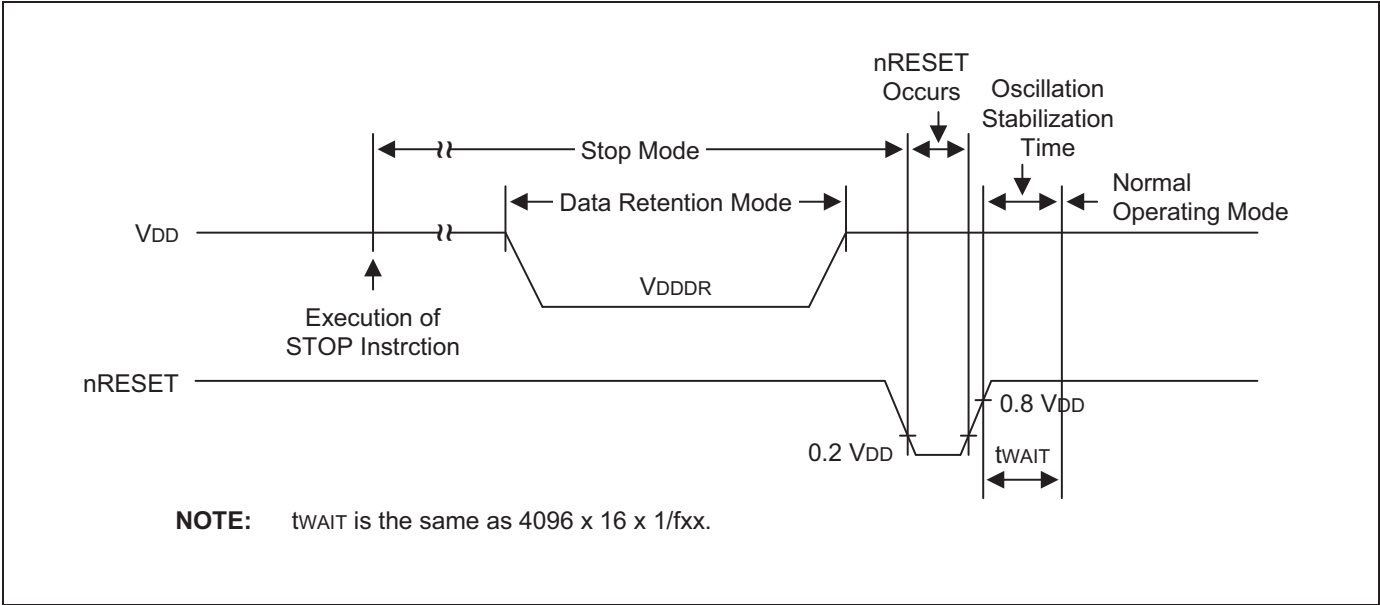 nRESET
Occurs
Oscillation
Stabilization
Time
Stop Mode
Normal
Operating Mode
Data Retention Mode
VDD
VDDDR
Execution of
STOP Instrction
nRESET
0.8 VDD
0.2 VDD
tWAIT
NOTE: tWAIT is the same as 4096 x 16 x 1/fxx.